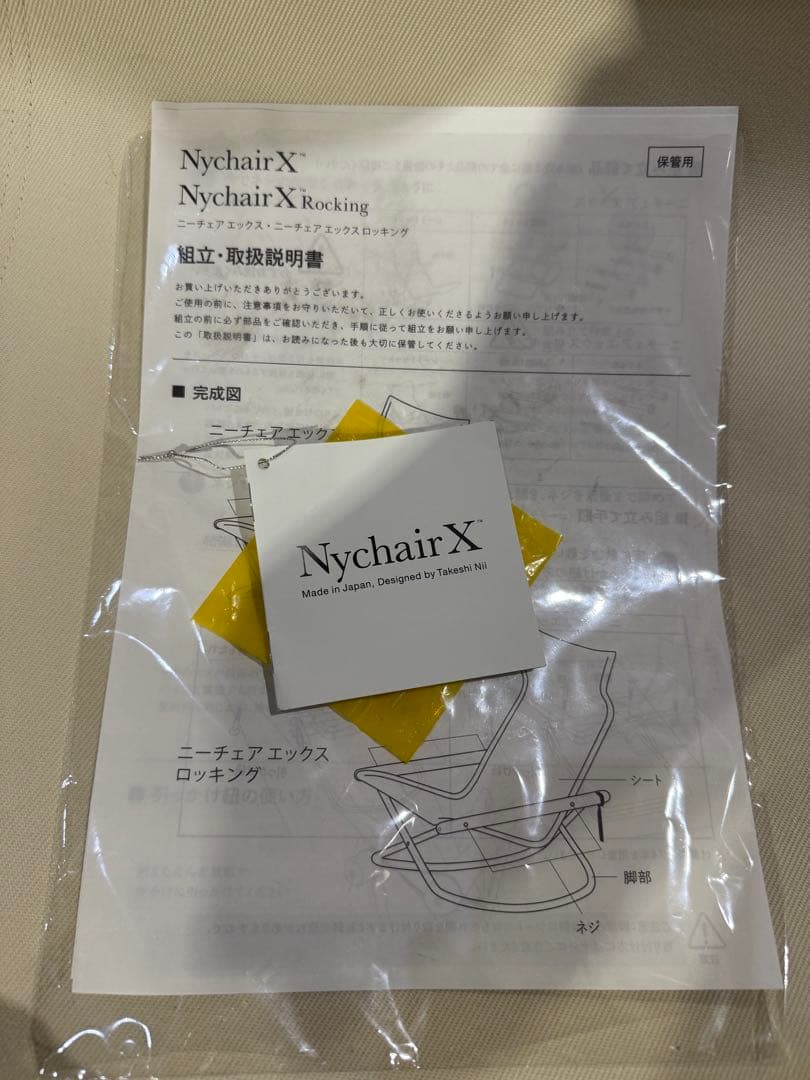 NychairX™
保管用
NychairX™ Rocking
ニーチェア エックス・ニーチェア エックス ロッキング
組立・取扱説明書
お買い上げいただきありがとうございます。
ご使用の前に、注意事項をお守りいただいて、正しくお使いくださるようお願い申し上げます。
組立の前に必ず部品をご確認いただき、手順に従って組立をお願い申し上げます。
この「取扱説明書」は、お読みになった後も大切に保管してください。
■ 完成図
ニーチェア エック
NychairX™
Made in Japan, Designed by Takeshi Nii
ニーチェア エックス
ロッキング
シート
脚部
ネジ